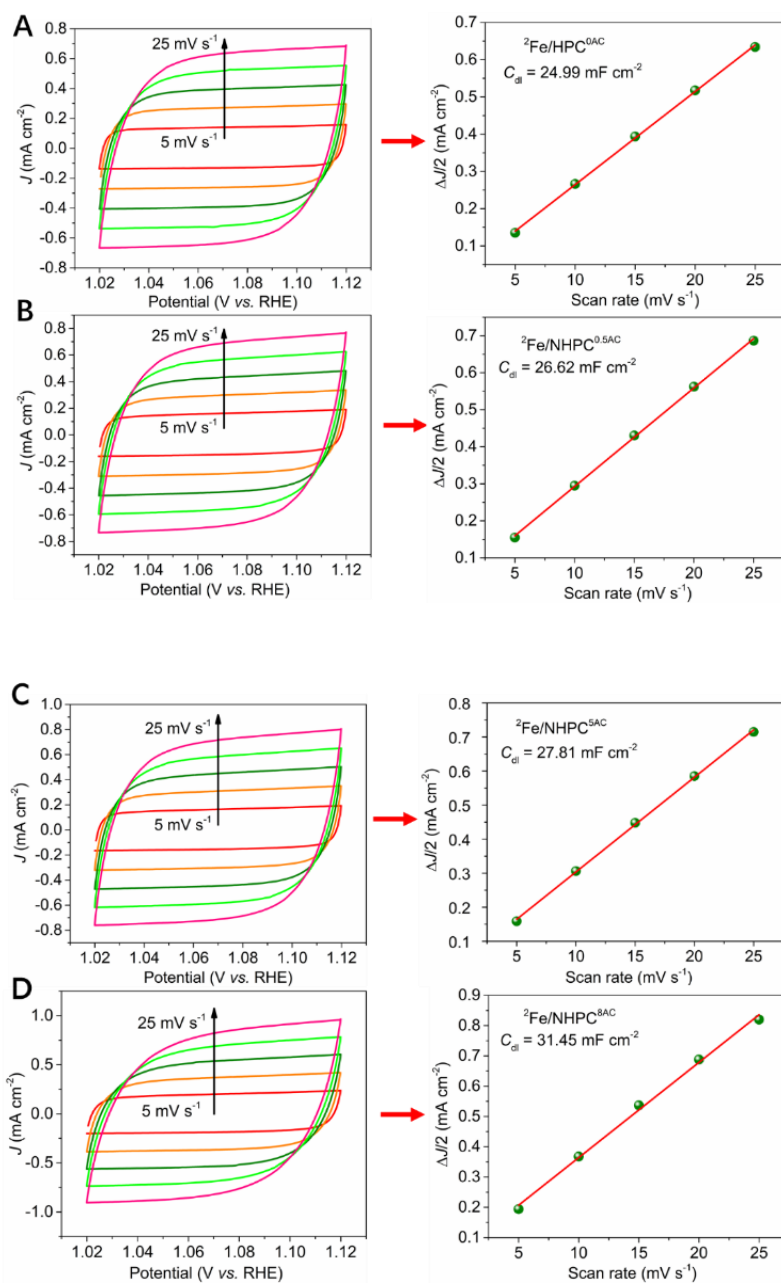 A
25 mV s⁻¹
5 mV s⁻¹
0.8
0.6
0.4
0.2
0.0
-0.2
-0.4
-0.6
-0.8
J (mA cm⁻²)
1.02 1.04 1.06 1.08 1.10 1.12
Potential (V vs. RHE)
²Fe/HPC⁰ᴬC
Cdl = 24.99 mF cm⁻²
0.7
0.6
0.5
0.4
0.3
0.2
0.1
ΔJ/2 (mA cm⁻²)
5 10 15 20 25
Scan rate (mV s⁻¹)
B
25 mV s⁻¹
5 mV s⁻¹
0.8
0.6
0.4
0.2
0.0
-0.2
-0.4
-0.6
-0.8
J (mA cm⁻²)
1.02 1.04 1.06 1.08 1.10 1.12
Potential (V vs. RHE)
²Fe/NHPC^0.5AC
Cdl = 26.62 mF cm⁻²
0.7
0.6
0.5
0.4
0.3
0.2
0.1
ΔJ/2 (mA cm⁻²)
5 10 15 20 25
Scan rate (mV s⁻¹)
C
25 mV s⁻¹
5 mV s⁻¹
1.0
0.8
0.6
0.4
0.2
0.0
-0.2
-0.4
-0.6
-0.8
J (mA cm⁻²)
1.02 1.04 1.06 1.08 1.10 1.12
Potential (V vs. RHE)
²Fe/NHPC^5AC
Cdl = 27.81 mF cm⁻²
0.8
0.7
0.6
0.5
0.4
0.3
0.2
0.1
ΔJ/2 (mA cm⁻²)
5 10 15 20 25
Scan rate (mV s⁻¹)
D
25 mV s⁻¹
5 mV s⁻¹
1.0
0.5
0.0
-0.5
-1.0
J (mA cm⁻²)
1.02 1.04 1.06 1.08 1.10 1.12
Potential (V vs. RHE)
²Fe/NHPC^8AC
Cdl = 31.45 mF cm⁻²
0.9
0.8
0.7
0.6
0.5
0.4
0.3
0.2
0.1
ΔJ/2 (mA cm⁻²)
5 10 15 20 25
Scan rate (mV s⁻¹)